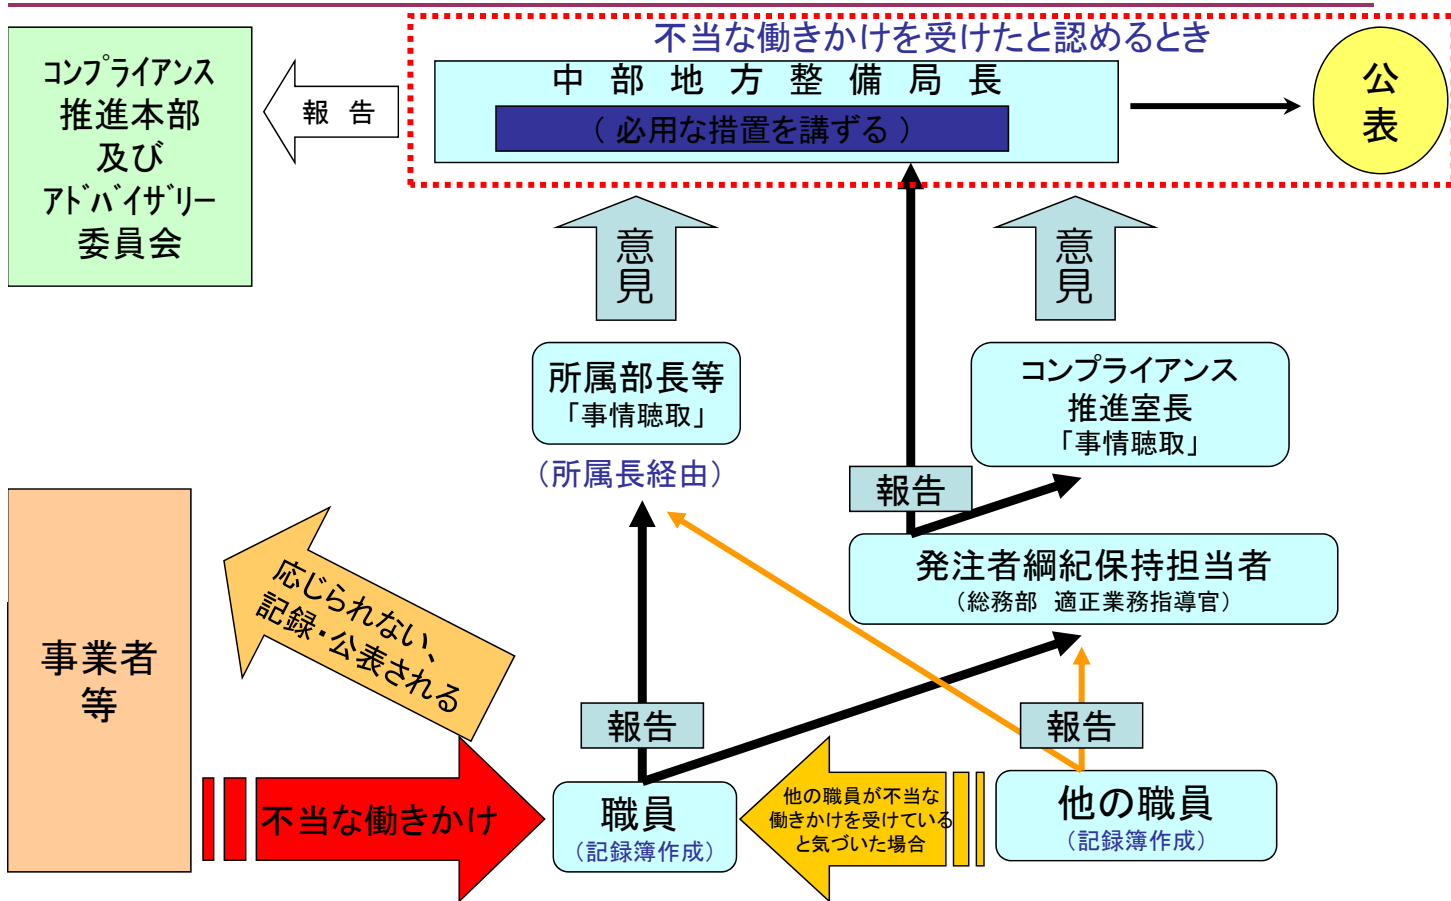 不当な働きかけを受けたと認めるとき
コンプライアンス
推進本部
及び
アドバイザリー
委員会
報 告
中 部 地 方 整 備 局 長
（ 必用な措置を講ずる ）
公
表
意
見
意
見
所属部長等
「事情聴取」
（所属長経由）
コンプライアンス
推進室長
「事情聴取」
報告
発注者綱紀保持担当者
（総務部 適正業務指導官）
事業者
等
応じられない、
記録・公表される
報告
報告
不当な働きかけ
職員
（記録簿作成）
他の職員が不当な
働きかけを受けている
と気づいた場合
他の職員
（記録簿作成）